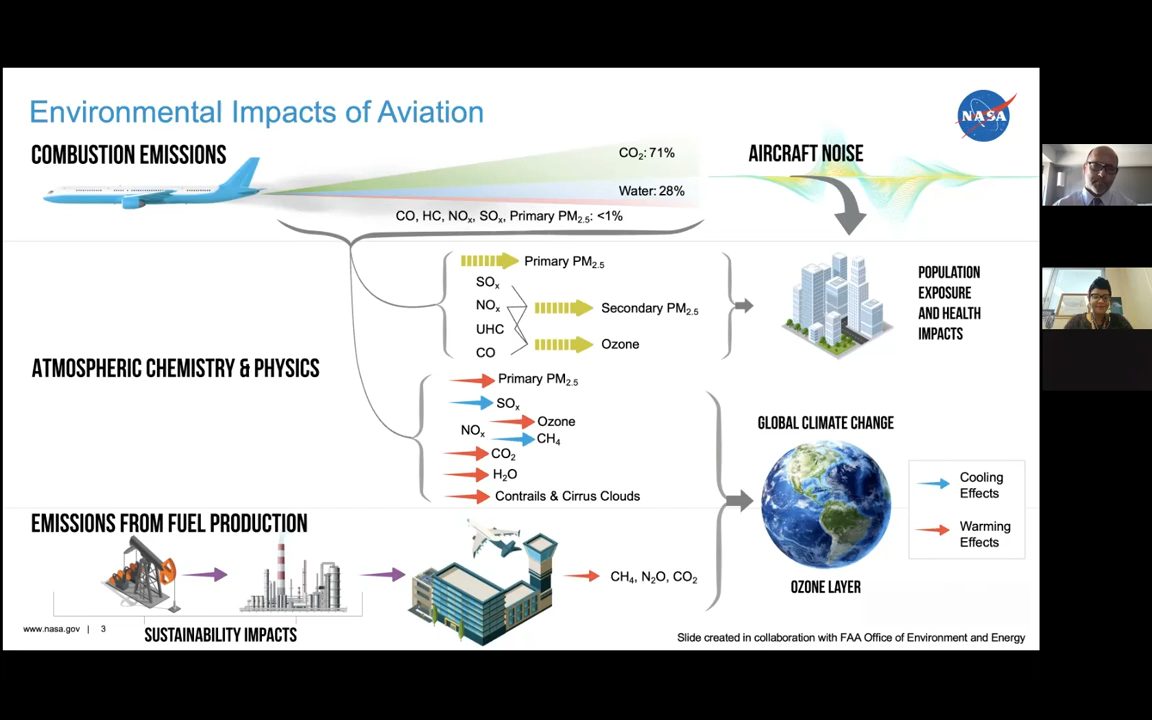 Environmental Impacts of Aviation
NASA
COMBUSTION EMISSIONS
CO₂: 71%
AIRCRAFT NOISE
Water: 28%
CO, HC, NOₓ, SOₓ, Primary PM₂.₅: <1%
Primary PM₂.₅
SOₓ
NOₓ
Secondary PM₂.₅
UHC
Ozone
CO
POPULATION
EXPOSURE
AND HEALTH
IMPACTS
ATMOSPHERIC CHEMISTRY & PHYSICS
Primary PM₂.₅
SOₓ
Ozone
NOₓ
CH₄
CO₂
H₂O
Contrails & Cirrus Clouds
GLOBAL CLIMATE CHANGE
Cooling
Effects
Warming
Effects
OZONE LAYER
EMISSIONS FROM FUEL PRODUCTION
CH₄, N₂O, CO₂
www.nasa.gov | 3
SUSTAINABILITY IMPACTS
Slide created in collaboration with FAA Office of Environment and Energy